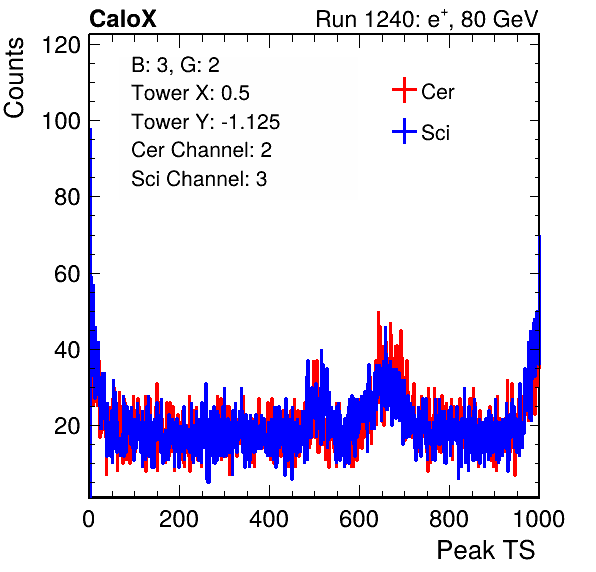 CaloX Run 1240: e⁺, 80 GeV
Counts
120
100
80
60
40
20
B: 3, G: 2
Tower X: 0.5
Tower Y: -1.125
Cer Channel: 2
Sci Channel: 3
Cer
Sci
0 200 400 600 800 1000
Peak TS